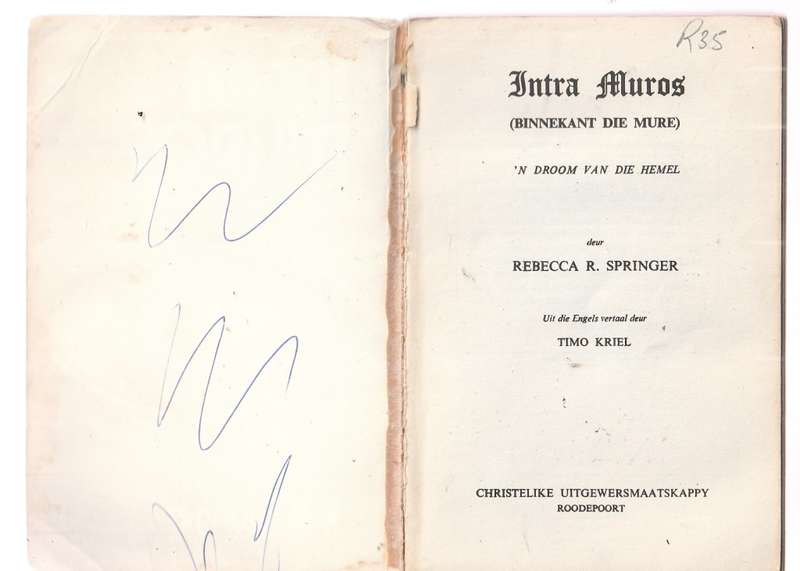 R35
Intra Muros
(BINNEKANT DIE MURE)
'N DROOM VAN DIE HEMEL
deur
REBECCA R. SPRINGER
Uit die Engels vertaal deur
TIMO KRIEL
CHRISTELIKE UITGEWERSMAATSKAPPY
ROODEPOORT